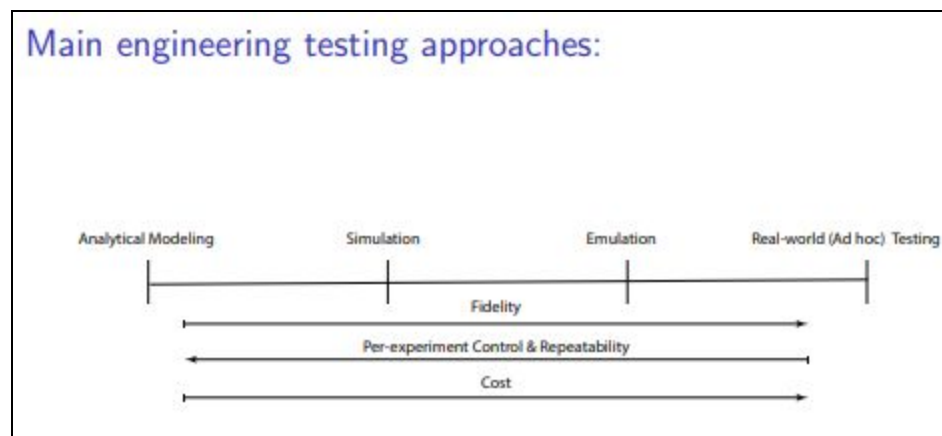 Main engineering testing approaches:
Analytical Modeling Simulation Emulation Real-world (Ad hoc) Testing
Fidelity
Per-experiment Control & Repeatability
Cost